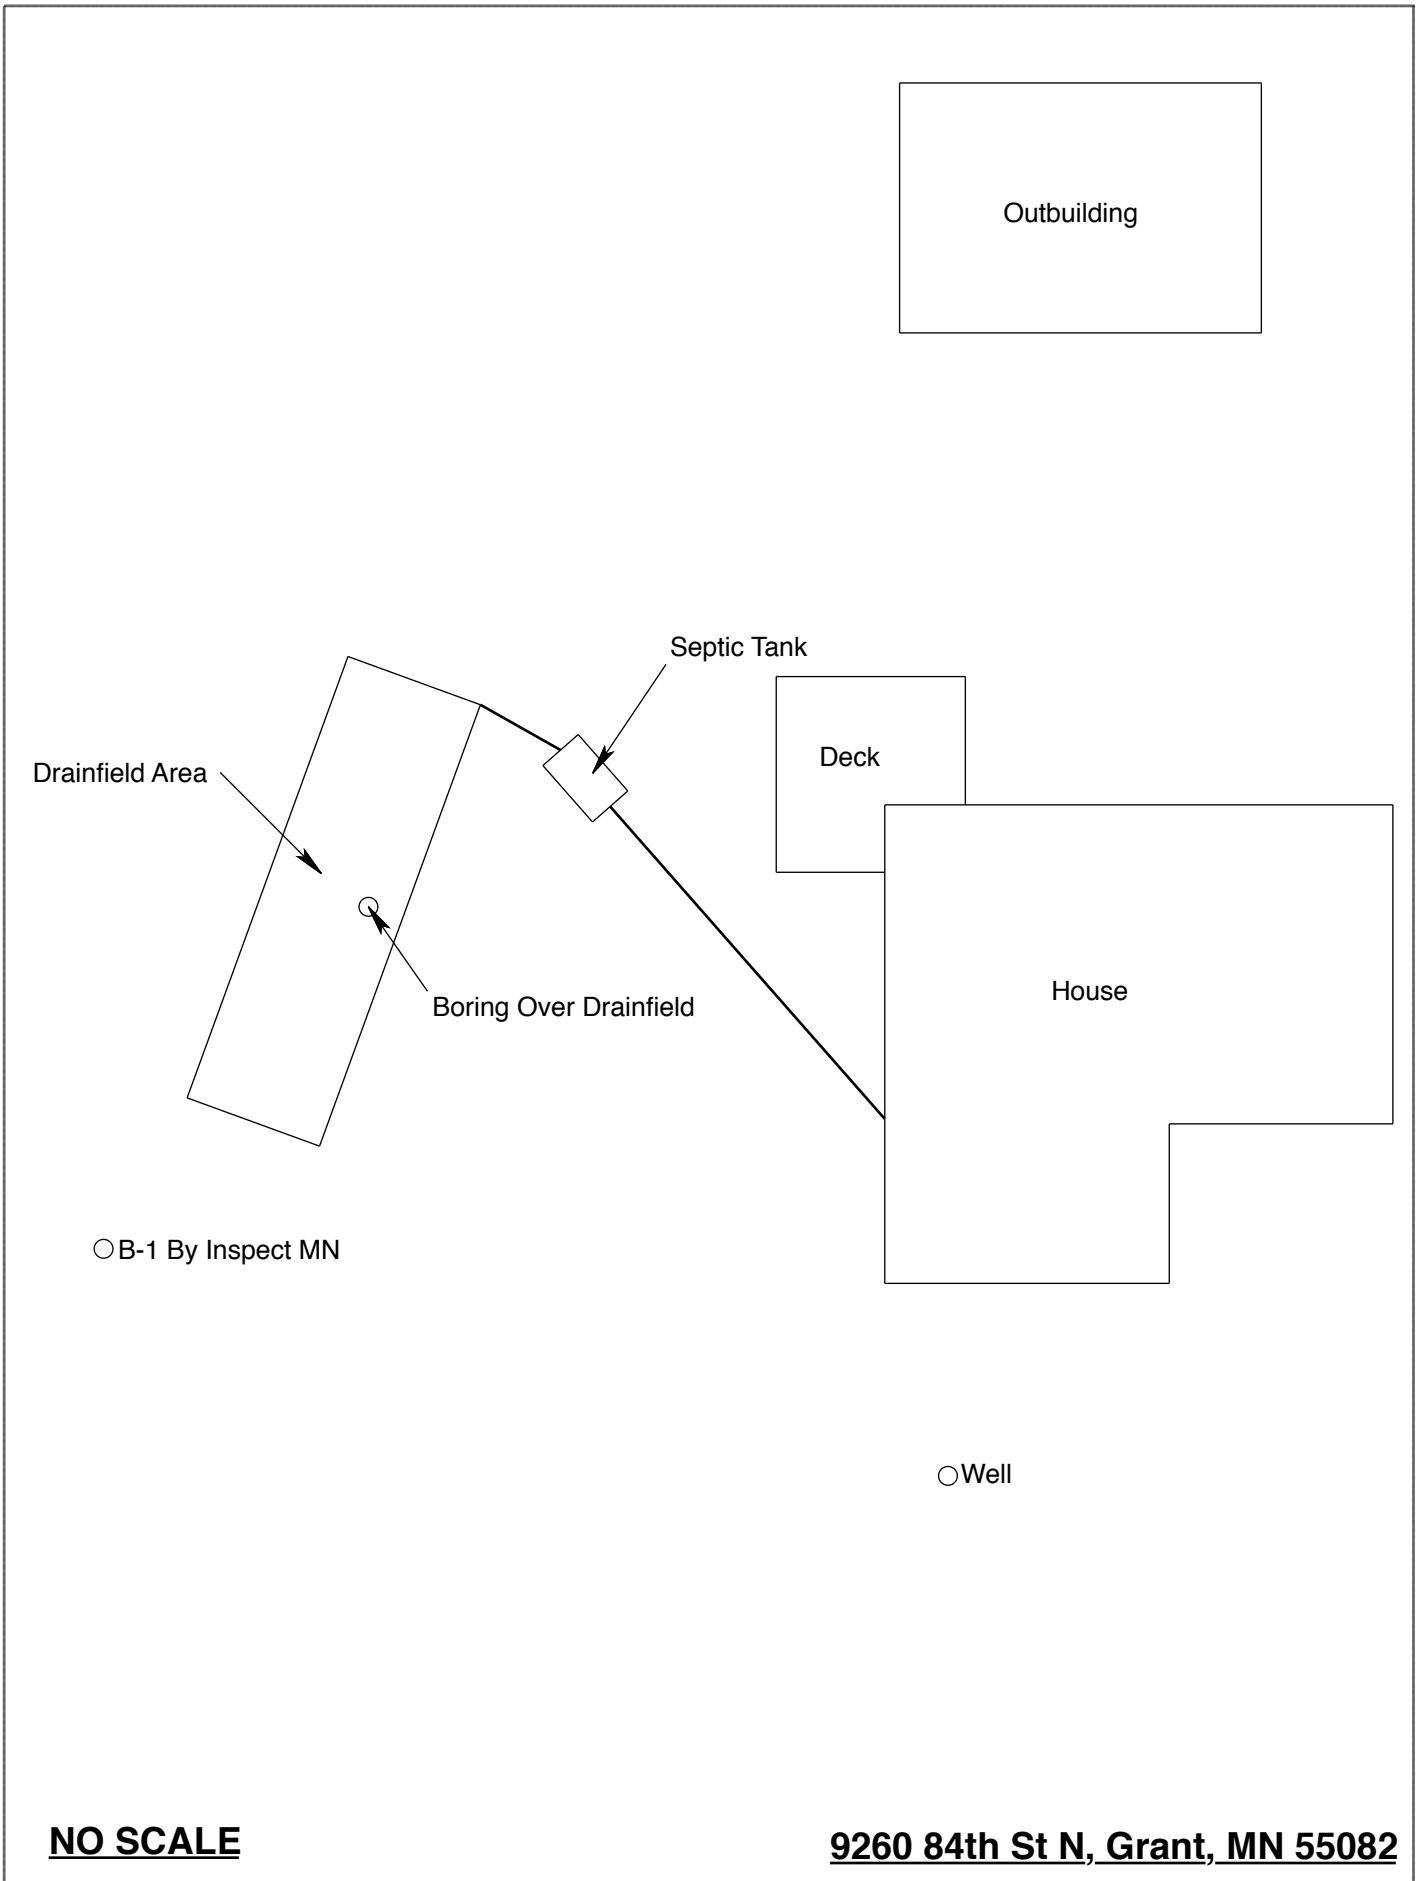 Outbuilding
Septic Tank
Deck
Drainfield Area
House
Boring Over Drainfield
B-1 By Inspect MN
Well
NO SCALE
9260 84th St N, Grant, MN 55082